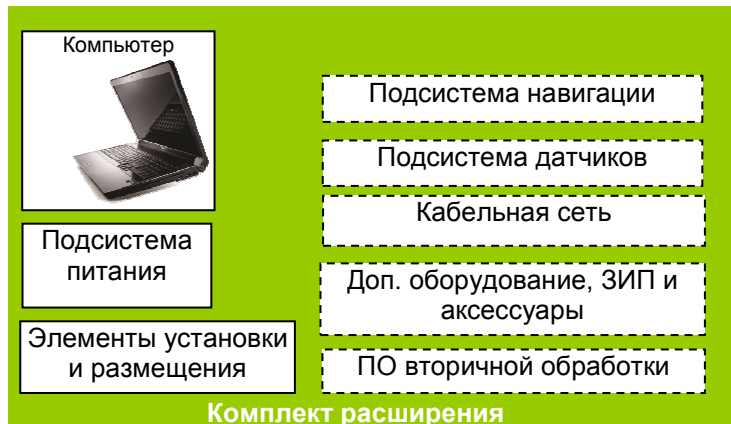 Компьютер
Подсистема
питания
Элементы установки
и размещения
Подсистема навигации
Подсистема датчиков
Кабельная сеть
Доп. оборудование, ЗИП и
аксессуары
ПО вторичной обработки
Комплект расширения